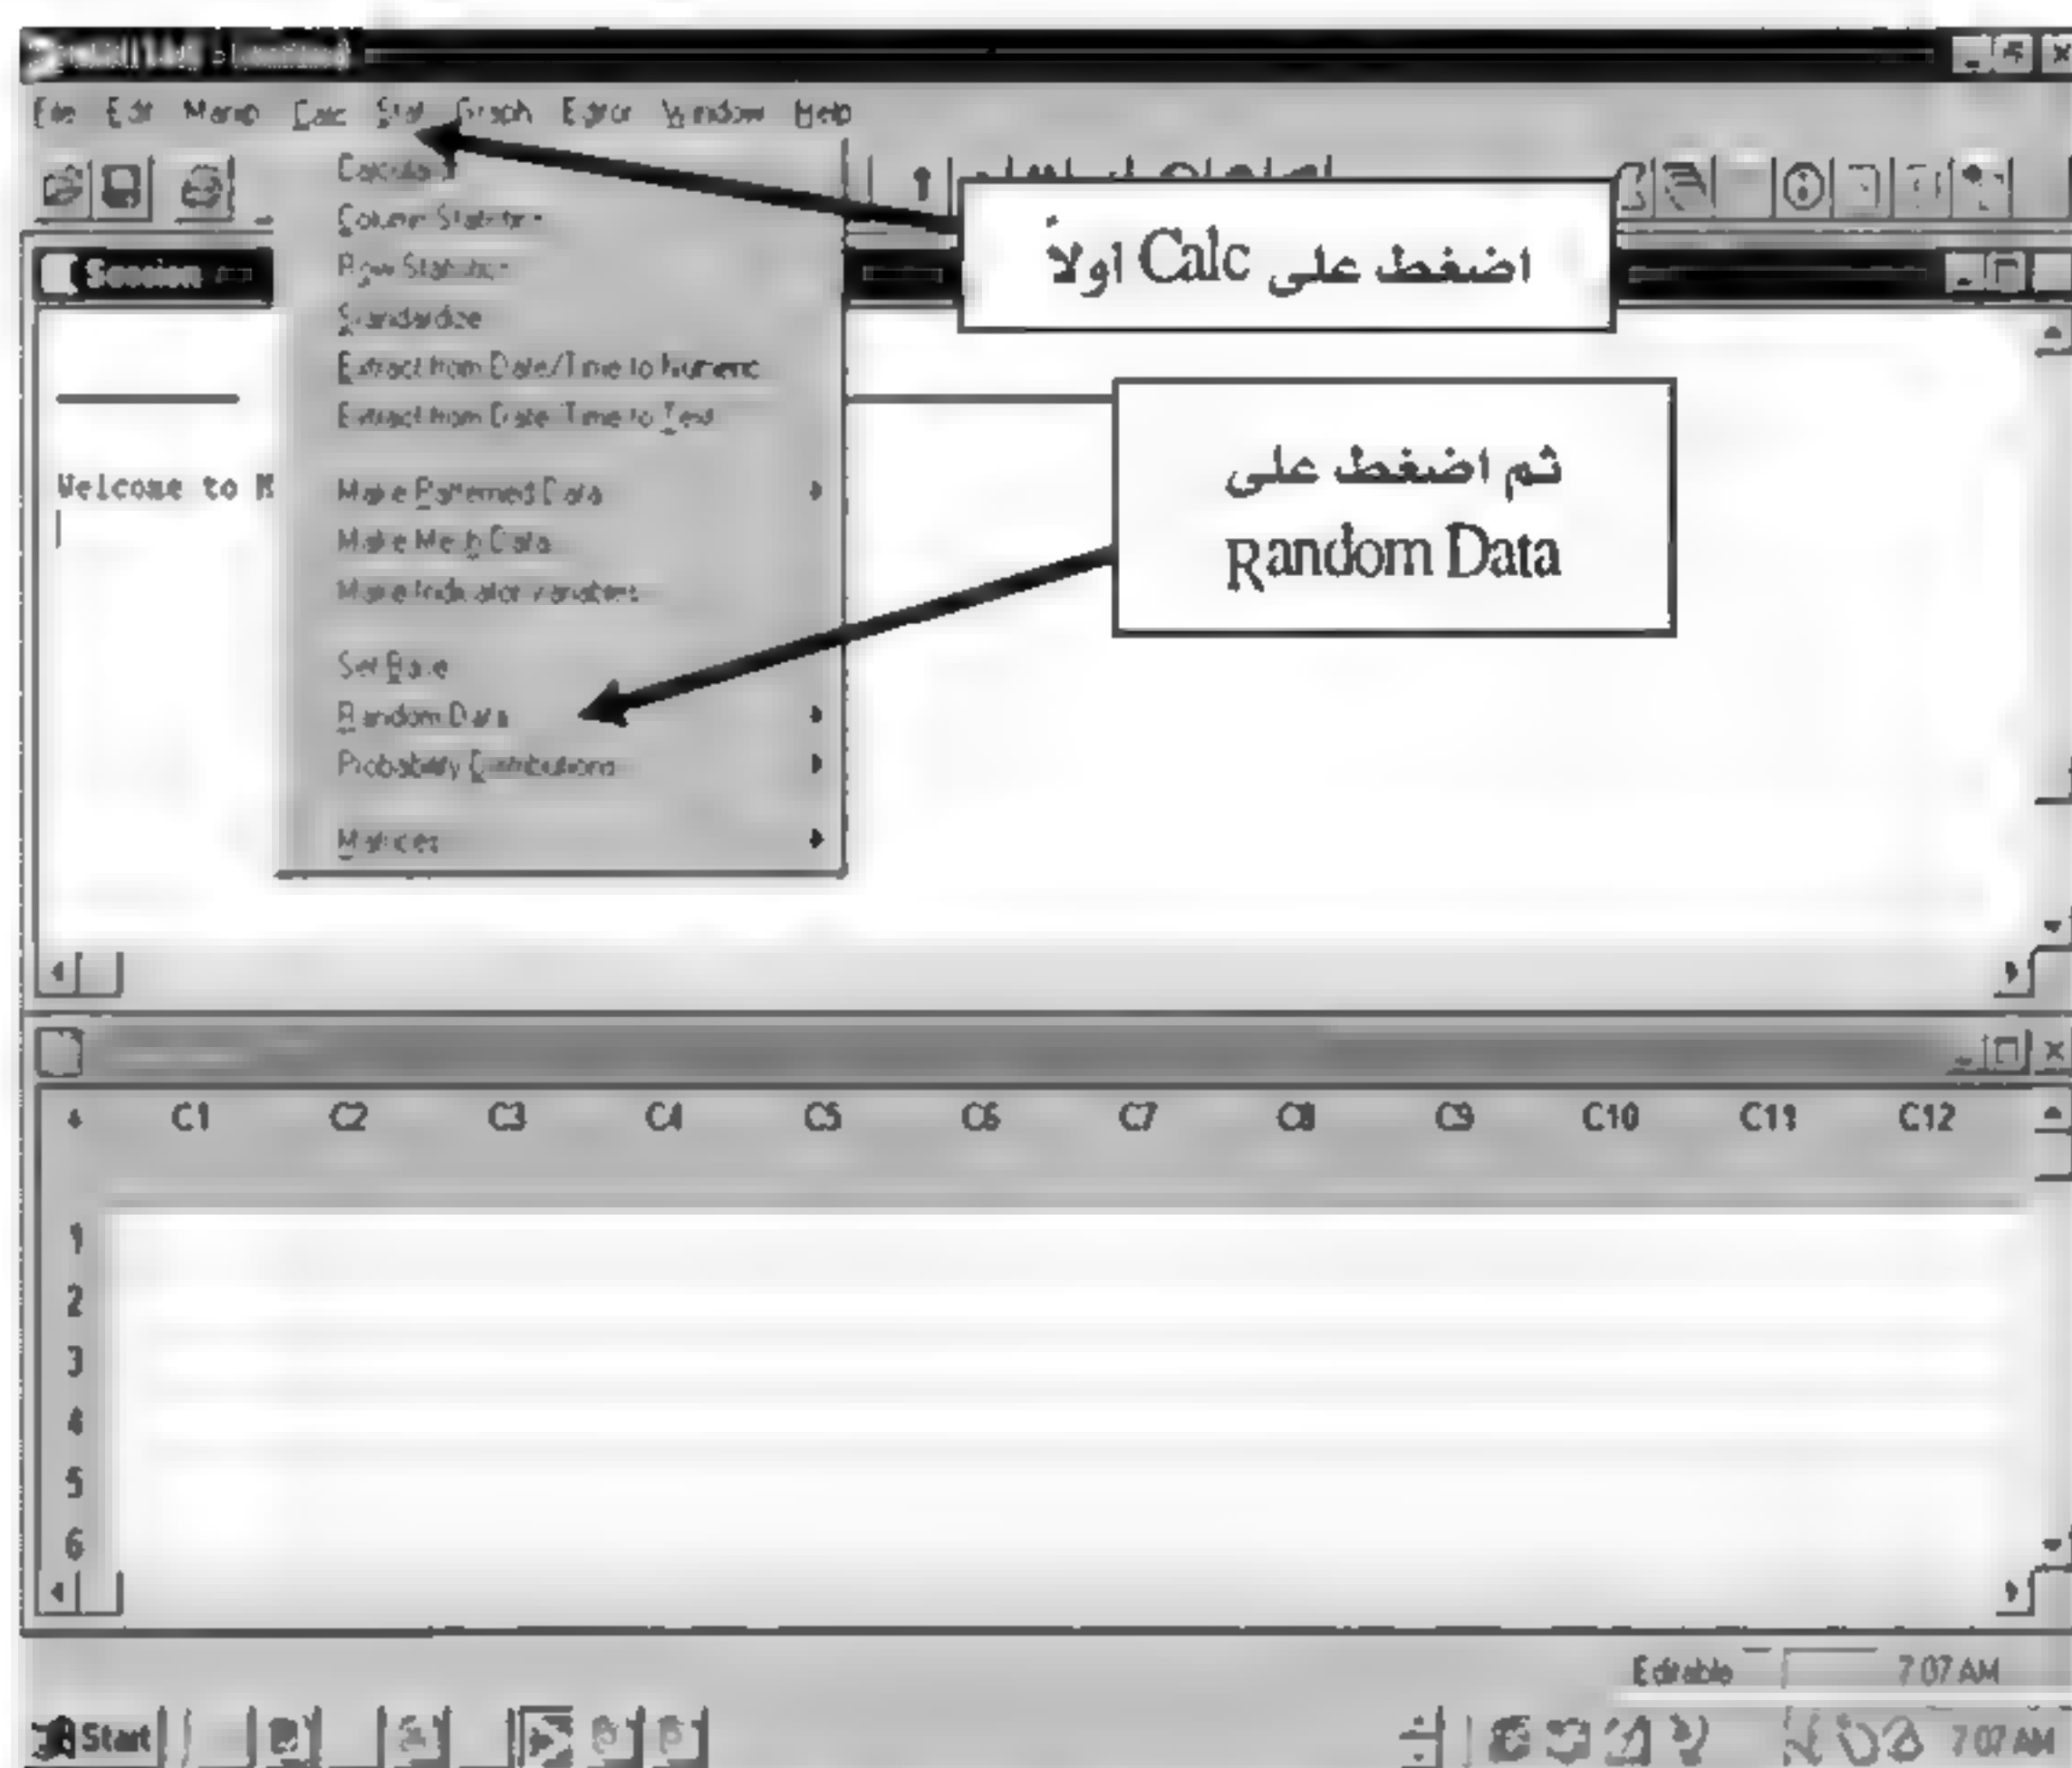 File Edit Manip Calc Stat Graph Editor Window Help
Session
اضغط على Calc اولاً
Column Statistics
Row Statistics
Standardize
Extract from Date/Time to Numeric
Extract from Date/Time to Text
ثم اضغط على
Random Data
Welcome to M
Make Patterned Data
Make Mesh Data
Make Indicator Variables
Set Base
Random Data
Probability Distributions
Matrices
C1 C2 C3 C4 C5 C6 C7 C8 C9 C10 C11 C12
1
2
3
4
5
6
Editable 7:07 AM
Start 7:07 AM